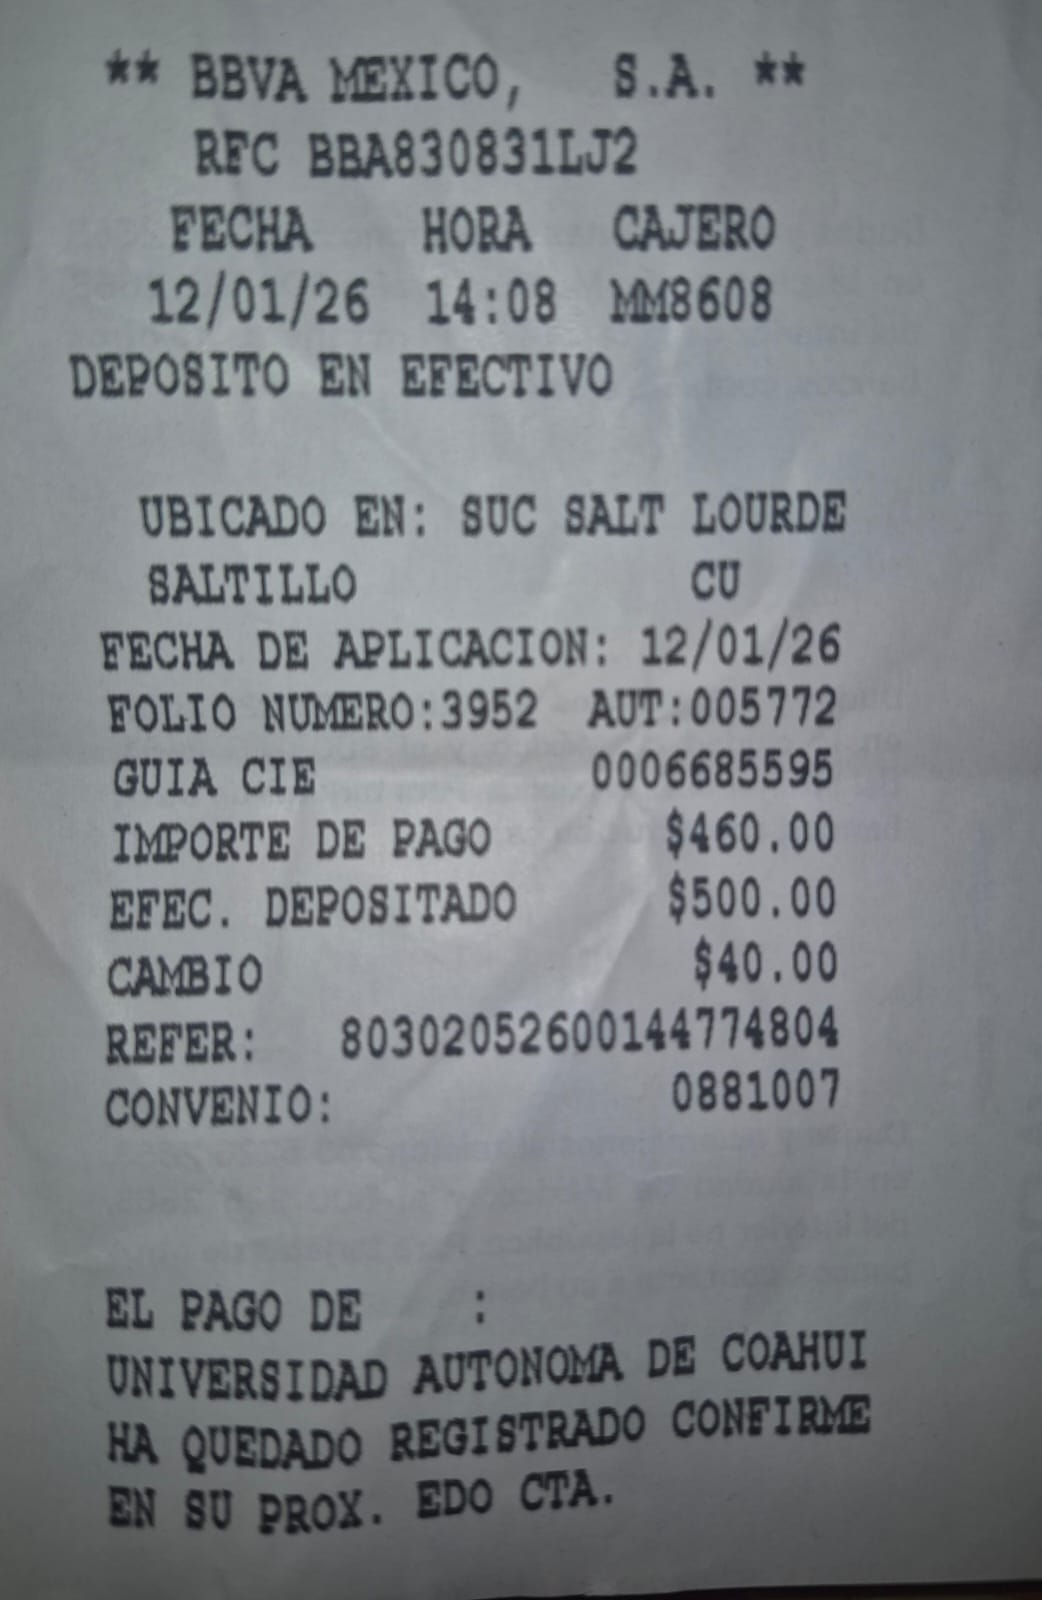 ** BBVA MEXICO, S.A. **
RFC BBA830831LJ2
FECHA HORA CAJERO
12/01/26 14:08 MM8608
DEPOSITO EN EFECTIVO
UBICADO EN: SUC SALT LOURDE
SALTILLO CU
FECHA DE APLICACION: 12/01/26
FOLIO NUMERO:3952 AUT:005772
GUIA CIE 0006685595
IMPORTE DE PAGO $460.00
EFEC. DEPOSITADO $500.00
CAMBIO $40.00
REFER: 80302052600144774804
CONVENIO: 0881007
EL PAGO DE :
UNIVERSIDAD AUTONOMA DE COAHUI
HA QUEDADO REGISTRADO CONFIRME
EN SU PROX. EDO CTA.